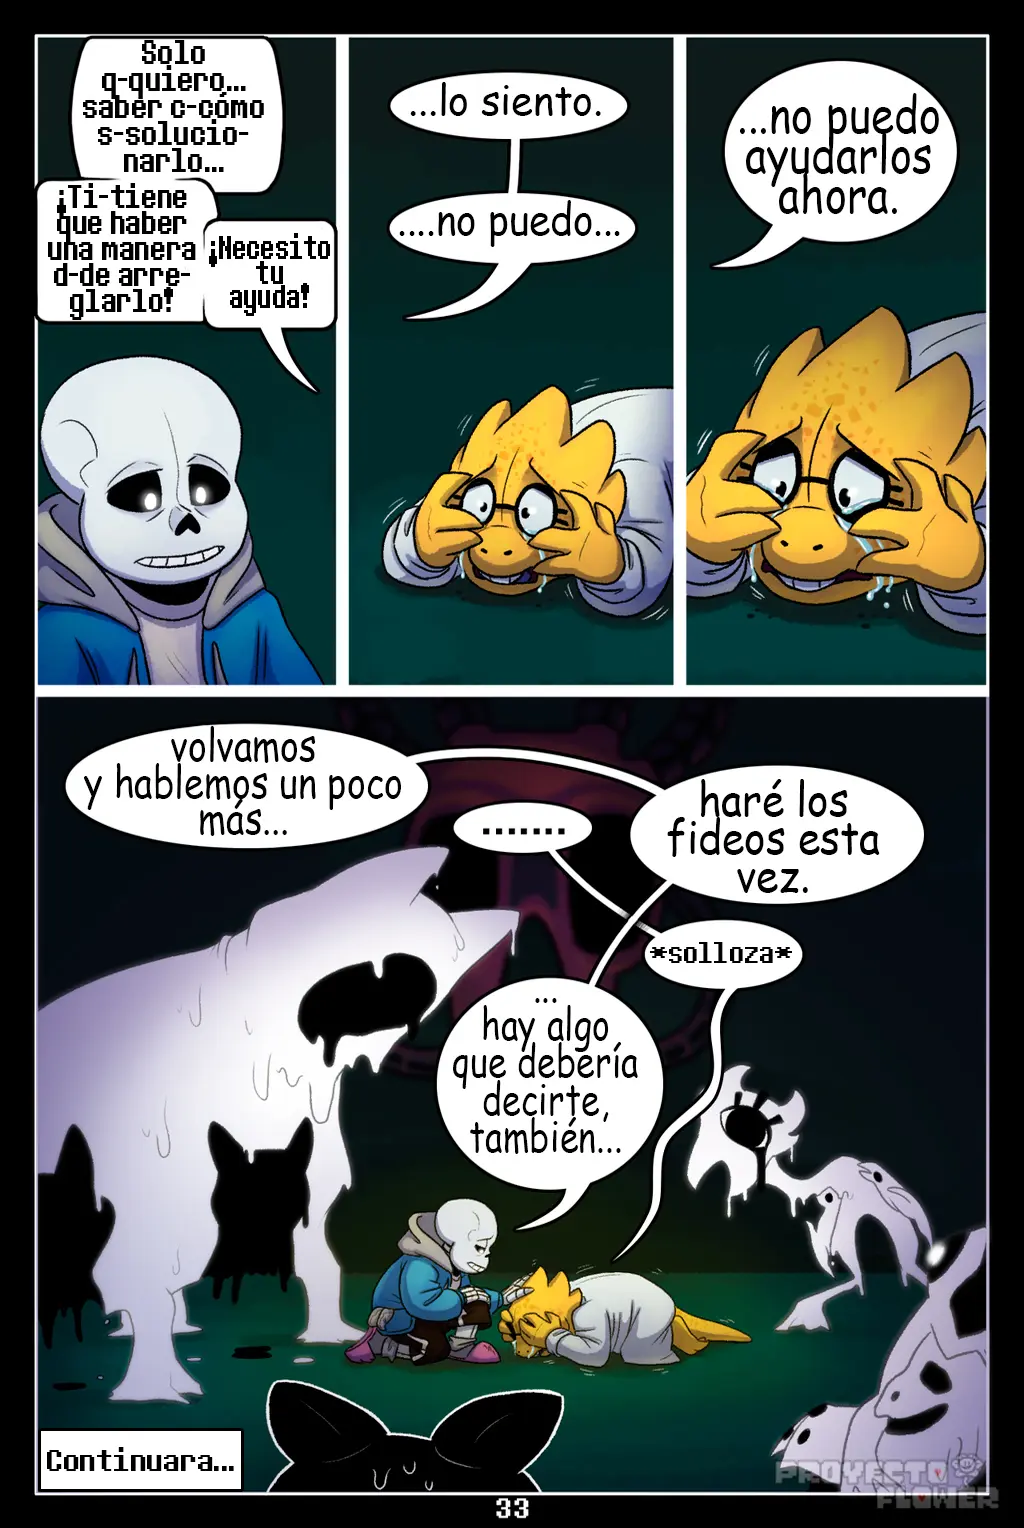 Solo
q-quiero...
saber c-cómo
s-solucio-
narlo...
¡Ti-tiene
que haber
una manera
d-de arre-
glarlo!
¡Necesito
tu
ayuda!
...lo siento.
....no puedo...
...no puedo
ayudarlos
ahora.
volvamos
y hablemos un poco
más...
.......
haré los
fideos esta
vez.
*solloza*
...
hay algo
que debería
decirte,
también...
Continuara...
PROYECTO
FLOWER
33